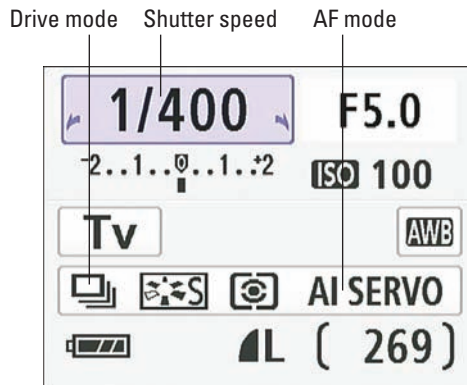 Drive mode Shutter speed AF mode
1/400 F5.0
-2..1..0..1..+2 ISO 100
Tv AWB
S AI SERVO
L ( 269 )